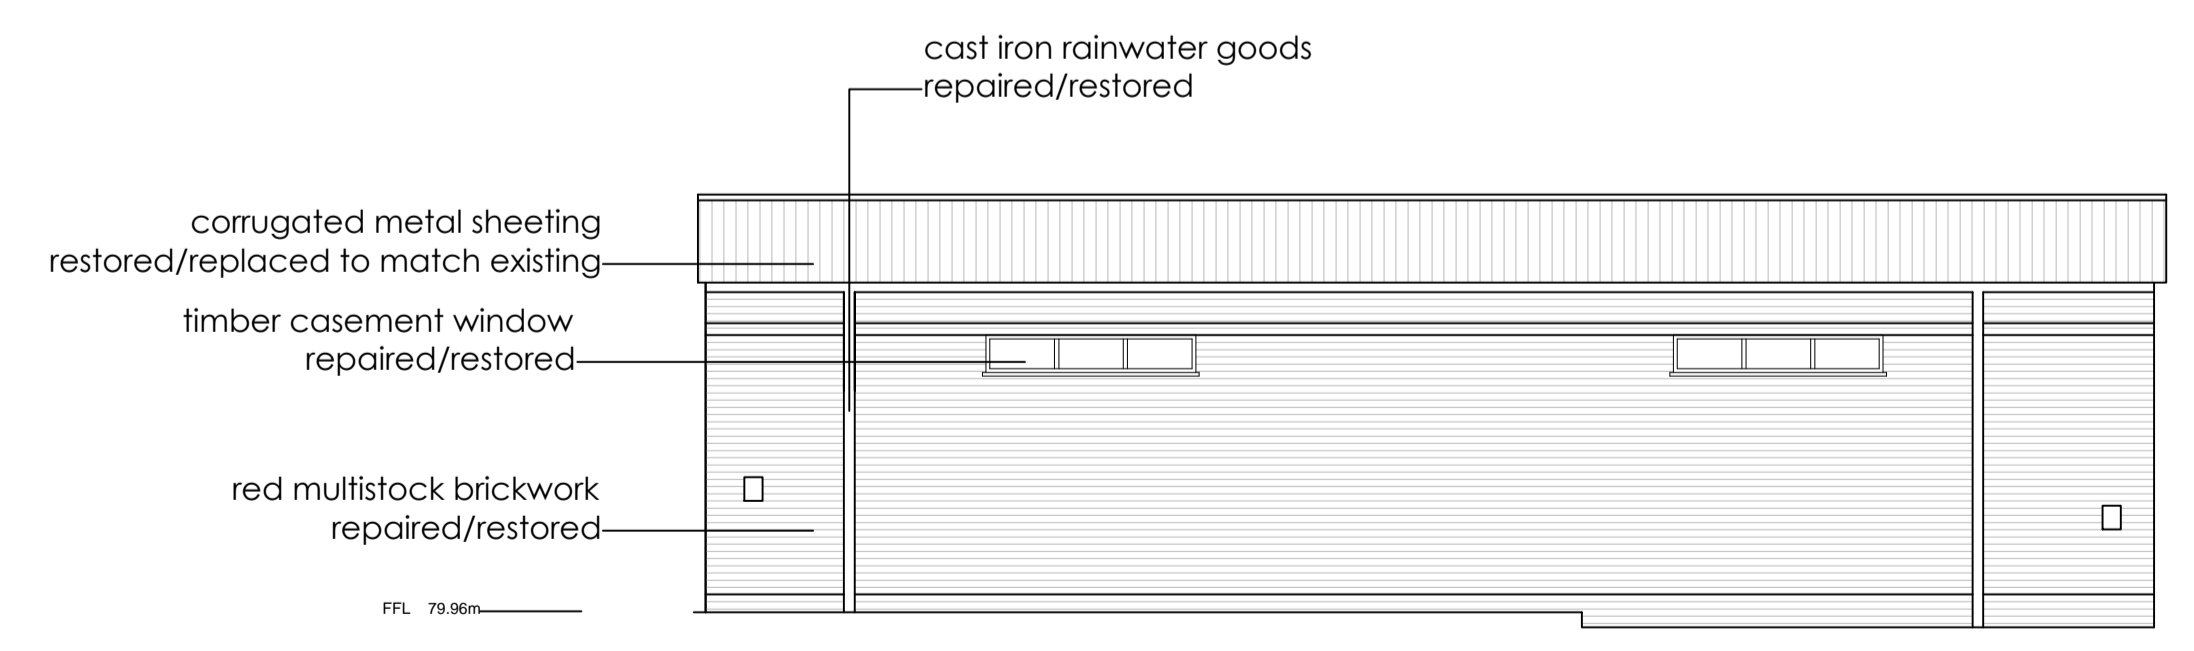 cast iron rainwater goods
repaired/restored
corrugated metal sheeting
restored/replaced to match existing
timber casement window
repaired/restored
red multistock brickwork
repaired/restored
FFL 79.96m